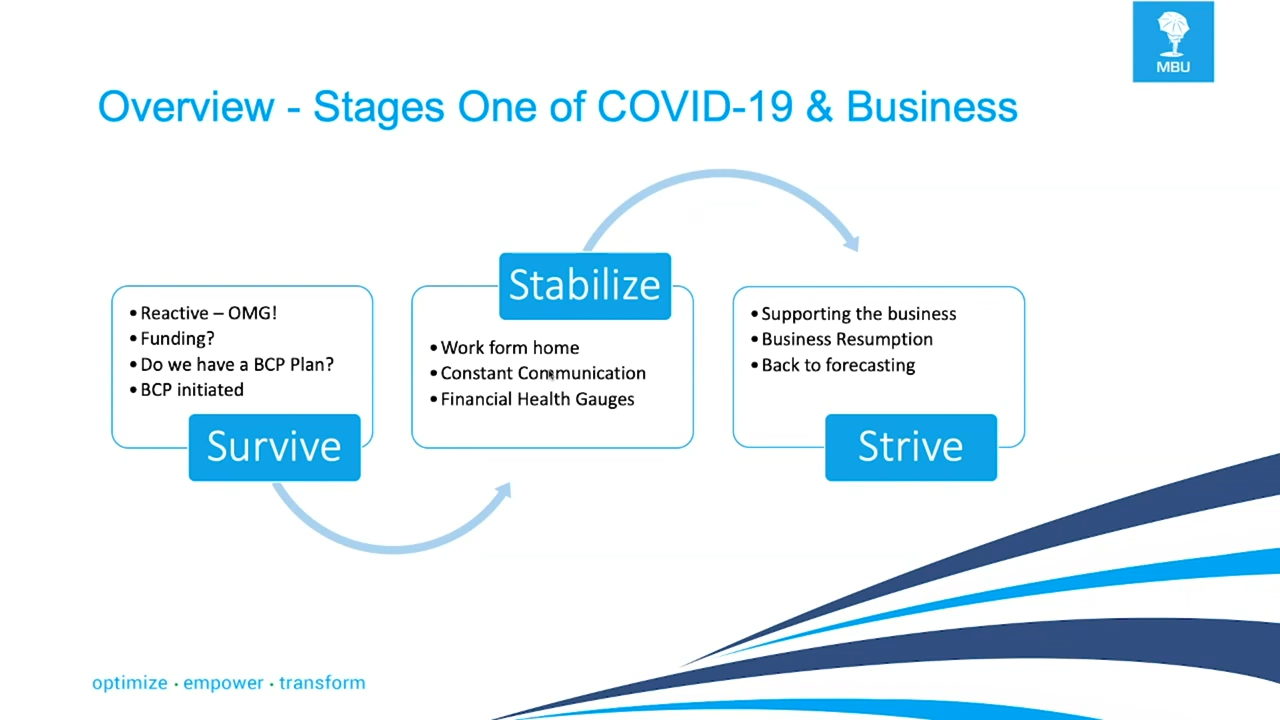 MBU
Overview - Stages One of COVID-19 & Business
• Reactive – OMG!
• Funding?
• Do we have a BCP Plan?
• BCP initiated
Survive
Stabilize
• Work form home
• Constant Communication
• Financial Health Gauges
• Supporting the business
• Business Resumption
• Back to forecasting
Strive
optimize · empower · transform